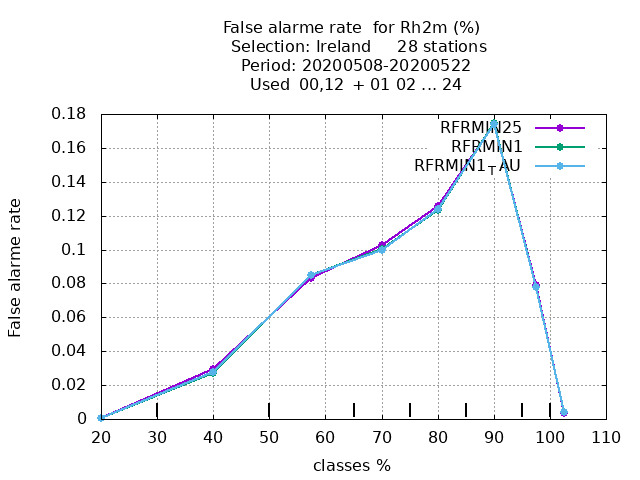 False alarme rate  for Rh2m (%)
Selection: Ireland     28 stations
Period: 20200508-20200522
Used  00,12  + 01 02 ... 24
RFRMIN25
RFRMIN1
RFRMIN1TAU
0.18
0.16
0.14
0.12
0.1
0.08
0.06
0.04
0.02
0
False alarme rate
20 30 40 50 60 70 80 90 100 110
classes %